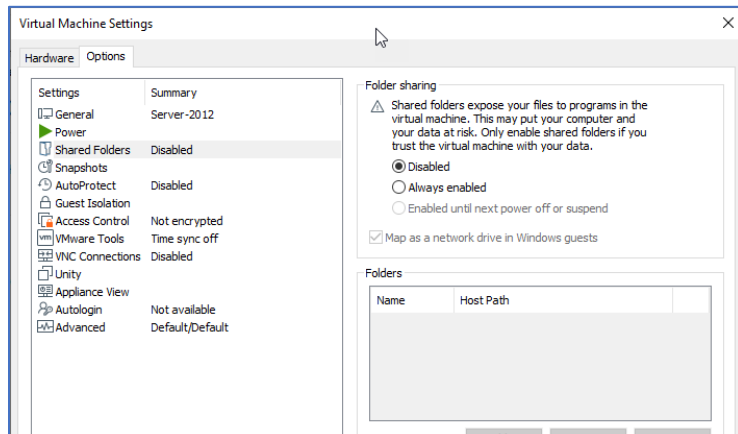 Virtual Machine Settings
Hardware Options
Settings Summary
General Server-2012
Power
Shared Folders Disabled
Snapshots
AutoProtect Disabled
Guest Isolation
Access Control Not encrypted
vm VMware Tools Time sync off
VNC Connections Disabled
Unity
Appliance View
Autologin Not available
Advanced Default/Default
Folder sharing
Shared folders expose your files to programs in the
virtual machine. This may put your computer and
your data at risk. Only enable shared folders if you
trust the virtual machine with your data.
Disabled
Always enabled
Enabled until next power off or suspend
Map as a network drive in Windows guests
Folders
Name Host Path